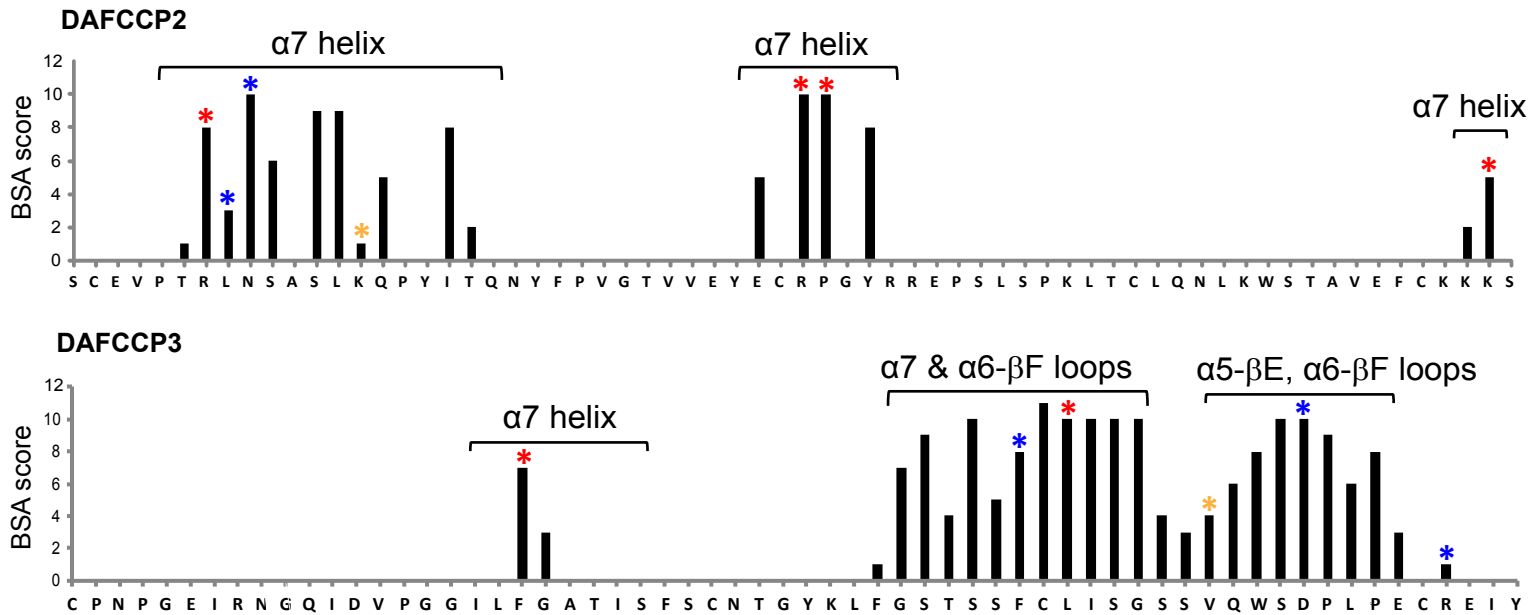 DAFCCP2
α7 helix
α7 helix
α7 helix
BSA score
12
10
8
6
4
2
0
* * * * * * *
S C E V P T R L N S A S L K Q P Y I T Q N Y F P V G T V V E Y E C R P G Y R R E P S L S P K L T C L Q N L K W S T A V E F C K K K S
DAFCCP3
α7 helix
α7 & α6-βF loops
α5-βE, α6-βF loops
BSA score
12
10
8
6
4
2
0
* * * * * *
C P N P G E I R N G Q I D V P G G I L F G A T I S F S C N T G Y K L F G S T S S F C L I S G S S V Q W S D P L P E C R E I Y